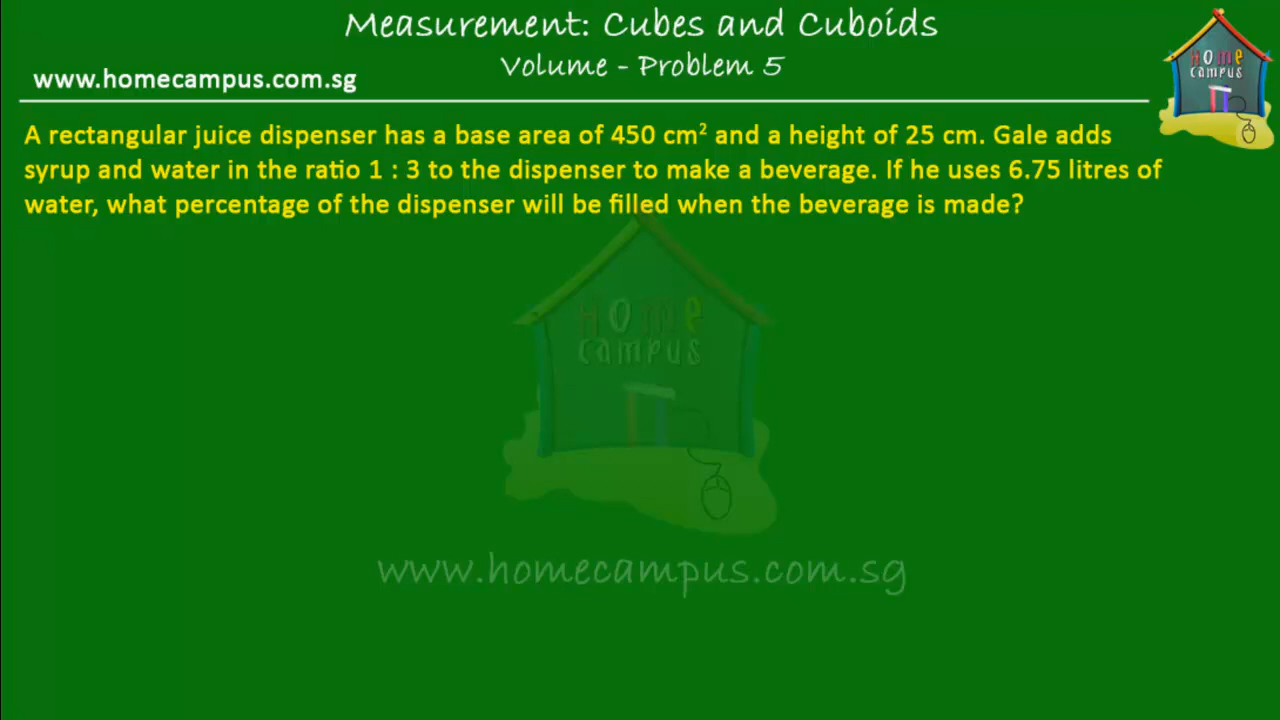 Measurement: Cubes and Cuboids
Volume - Problem 5
www.homecampus.com.sg
HOME
campus
A rectangular juice dispenser has a base area of 450 cm² and a height of 25 cm. Gale adds
syrup and water in the ratio 1 : 3 to the dispenser to make a beverage. If he uses 6.75 litres of
water, what percentage of the dispenser will be filled when the beverage is made?
HOME
campus
www.homecampus.com.sg